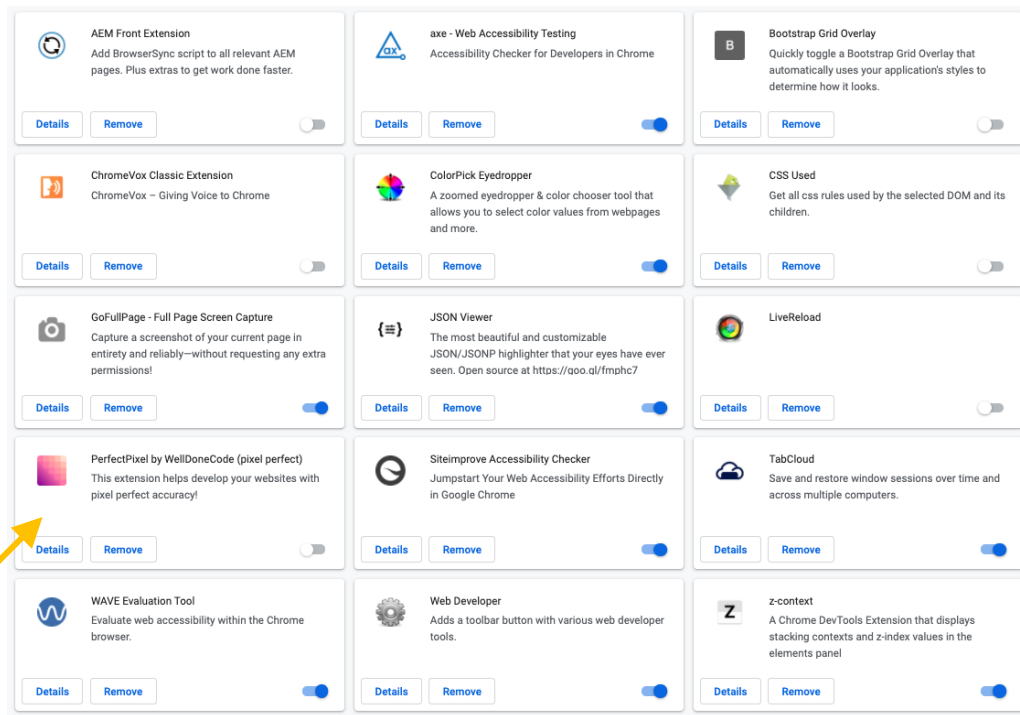 AEM Front Extension
Add BrowserSync script to all relevant AEM
pages. Plus extras to get work done faster.
Details
Remove
axe - Web Accessibility Testing
Accessibility Checker for Developers in Chrome
ax
Details
Remove
B
Bootstrap Grid Overlay
Quickly toggle a Bootstrap Grid Overlay that
automatically uses your application's styles to
determine how it looks.
Details
Remove
ChromeVox Classic Extension
ChromeVox – Giving Voice to Chrome
Details
Remove
ColorPick Eyedropper
A zoomed eyedropper & color chooser tool that
allows you to select color values from webpages
and more.
Details
Remove
CSS Used
Get all css rules used by the selected DOM and its
children.
Details
Remove
GoFullPage - Full Page Screen Capture
Capture a screenshot of your current page in
entirety and reliably—without requesting any extra
permissions!
Details
Remove
JSON Viewer
The most beautiful and customizable
JSON/JSONP highlighter that your eyes have ever
seen. Open source at https://goo.gl/fmphc7
Details
Remove
LiveReload
Details
Remove
PerfectPixel by WellDoneCode (pixel perfect)
This extension helps develop your websites with
pixel perfect accuracy!
Details
Remove
Siteimprove Accessibility Checker
Jumpstart Your Web Accessibility Efforts Directly
in Google Chrome
Details
Remove
TabCloud
Save and restore window sessions over time and
across multiple computers.
Details
Remove
WAVE Evaluation Tool
Evaluate web accessibility within the Chrome
browser.
Details
Remove
Web Developer
Adds a toolbar button with various web developer
tools.
Details
Remove
Z
z-context
A Chrome DevTools Extension that displays
stacking contexts and z-index values in the
elements panel
Details
Remove